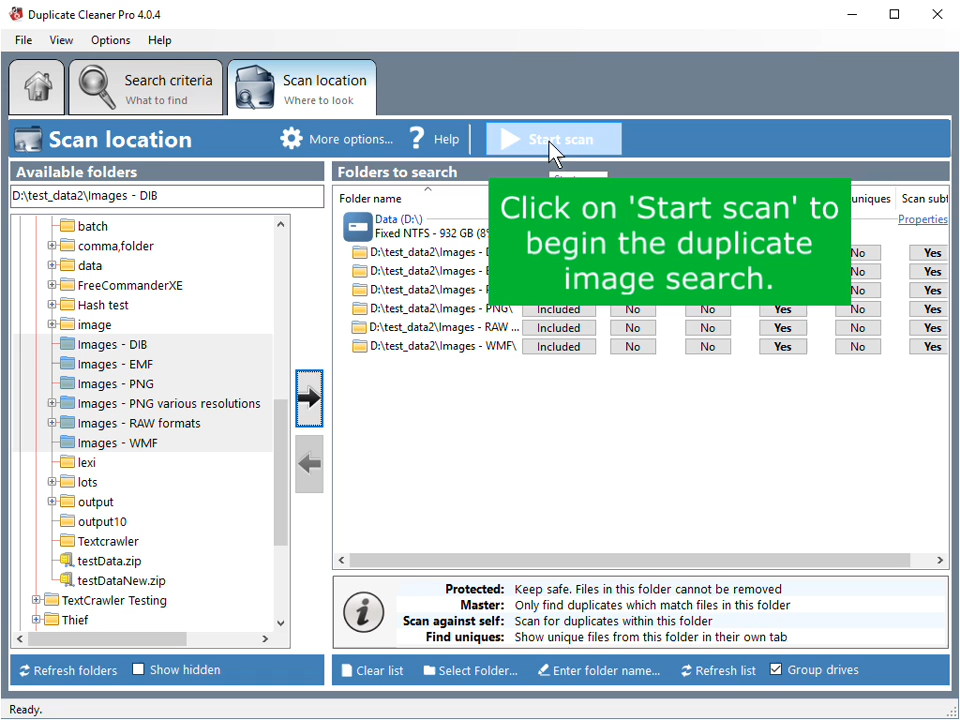 Duplicate Cleaner Pro 4.0.4
File View Options Help
Search criteria
What to find
Scan location
Where to look
Scan location
More options...
? Help
Start scan
Available folders
D:\test_data2\Images - DIB
batch
comma,folder
data
FreeCommanderXE
Hash test
image
Images - DIB
Images - EMF
Images - PNG
Images - PNG various resolutions
Images - RAW formats
Images - WMF
lexi
lots
output
output10
Textcrawler
testData.zip
testDataNew.zip
TextCrawler Testing
Thief
Refresh folders
Show hidden
Folders to search
Folder name uniques Scan subf
Data (D:)
Fixed NTFS - 932 GB (8% Properties
D:\test_data2\Images - D No Yes
D:\test_data2\Images - E No Yes
D:\test_data2\Images - P No Yes
D:\test_data2\Images - PNG\ Included No No Yes No Yes
D:\test_data2\Images - RAW ... Included No No Yes No Yes
D:\test_data2\Images - WMF\ Included No No Yes No Yes
Click on 'Start scan' to
begin the duplicate
image search.
Protected: Keep safe. Files in this folder cannot be removed
Master: Only find duplicates which match files in this folder
Scan against self: Scan for duplicates within this folder
Find uniques: Show unique files from this folder in their own tab
Clear list
Select Folder...
Enter folder name...
Refresh list
Group drives
Ready.